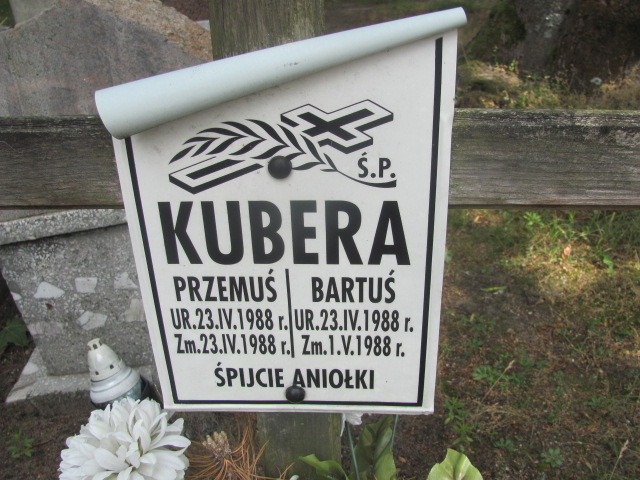 Ś.P.
KUBERA
PRZEMUŚ
UR.23.IV.1988 r.
Zm.23.IV.1988 r.
BARTUŚ
UR.23.IV.1988 r.
Zm.1.V.1988 r.
ŚPIJCIE ANIOŁKI